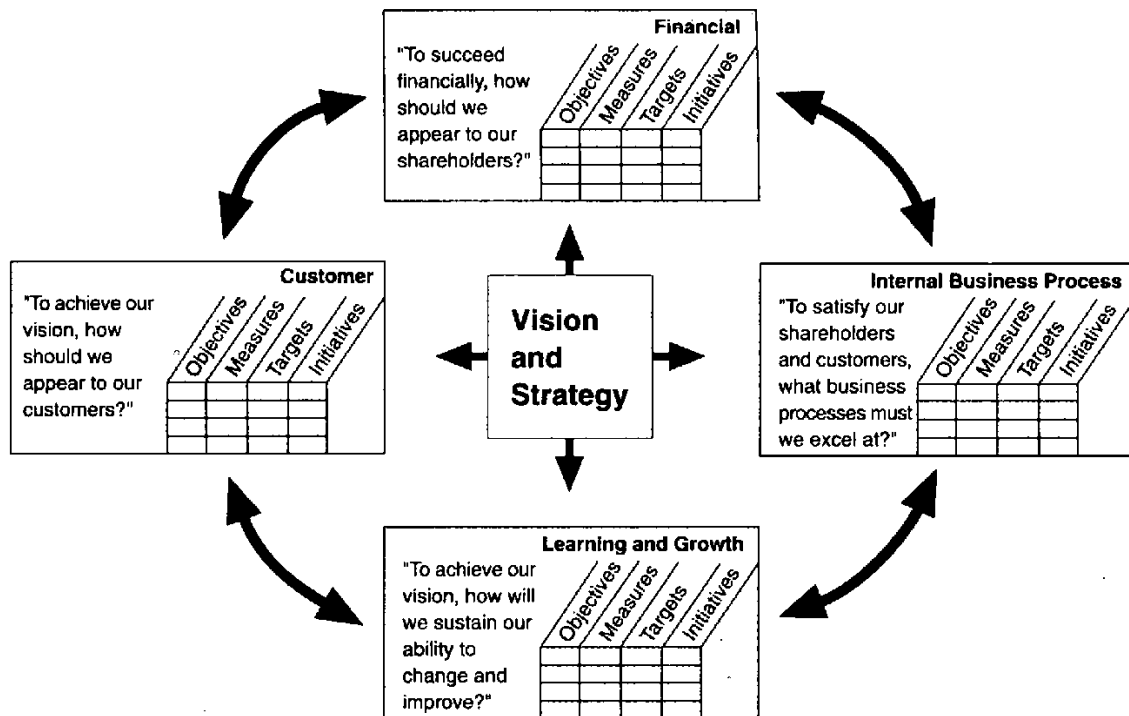 Financial
"To succeed
financially, how
should we
appear to our
shareholders?"
Objectives
Measures
Targets
Initiatives
Customer
"To achieve our
vision, how
should we
appear to our
customers?"
Objectives
Measures
Targets
Initiatives
Vision
and
Strategy
Internal Business Process
"To satisfy our
shareholders
and customers,
what business
processes must
we excel at?"
Objectives
Measures
Targets
Initiatives
Learning and Growth
"To achieve our
vision, how will
we sustain our
ability to
change and
improve?"
Objectives
Measures
Targets
Initiatives